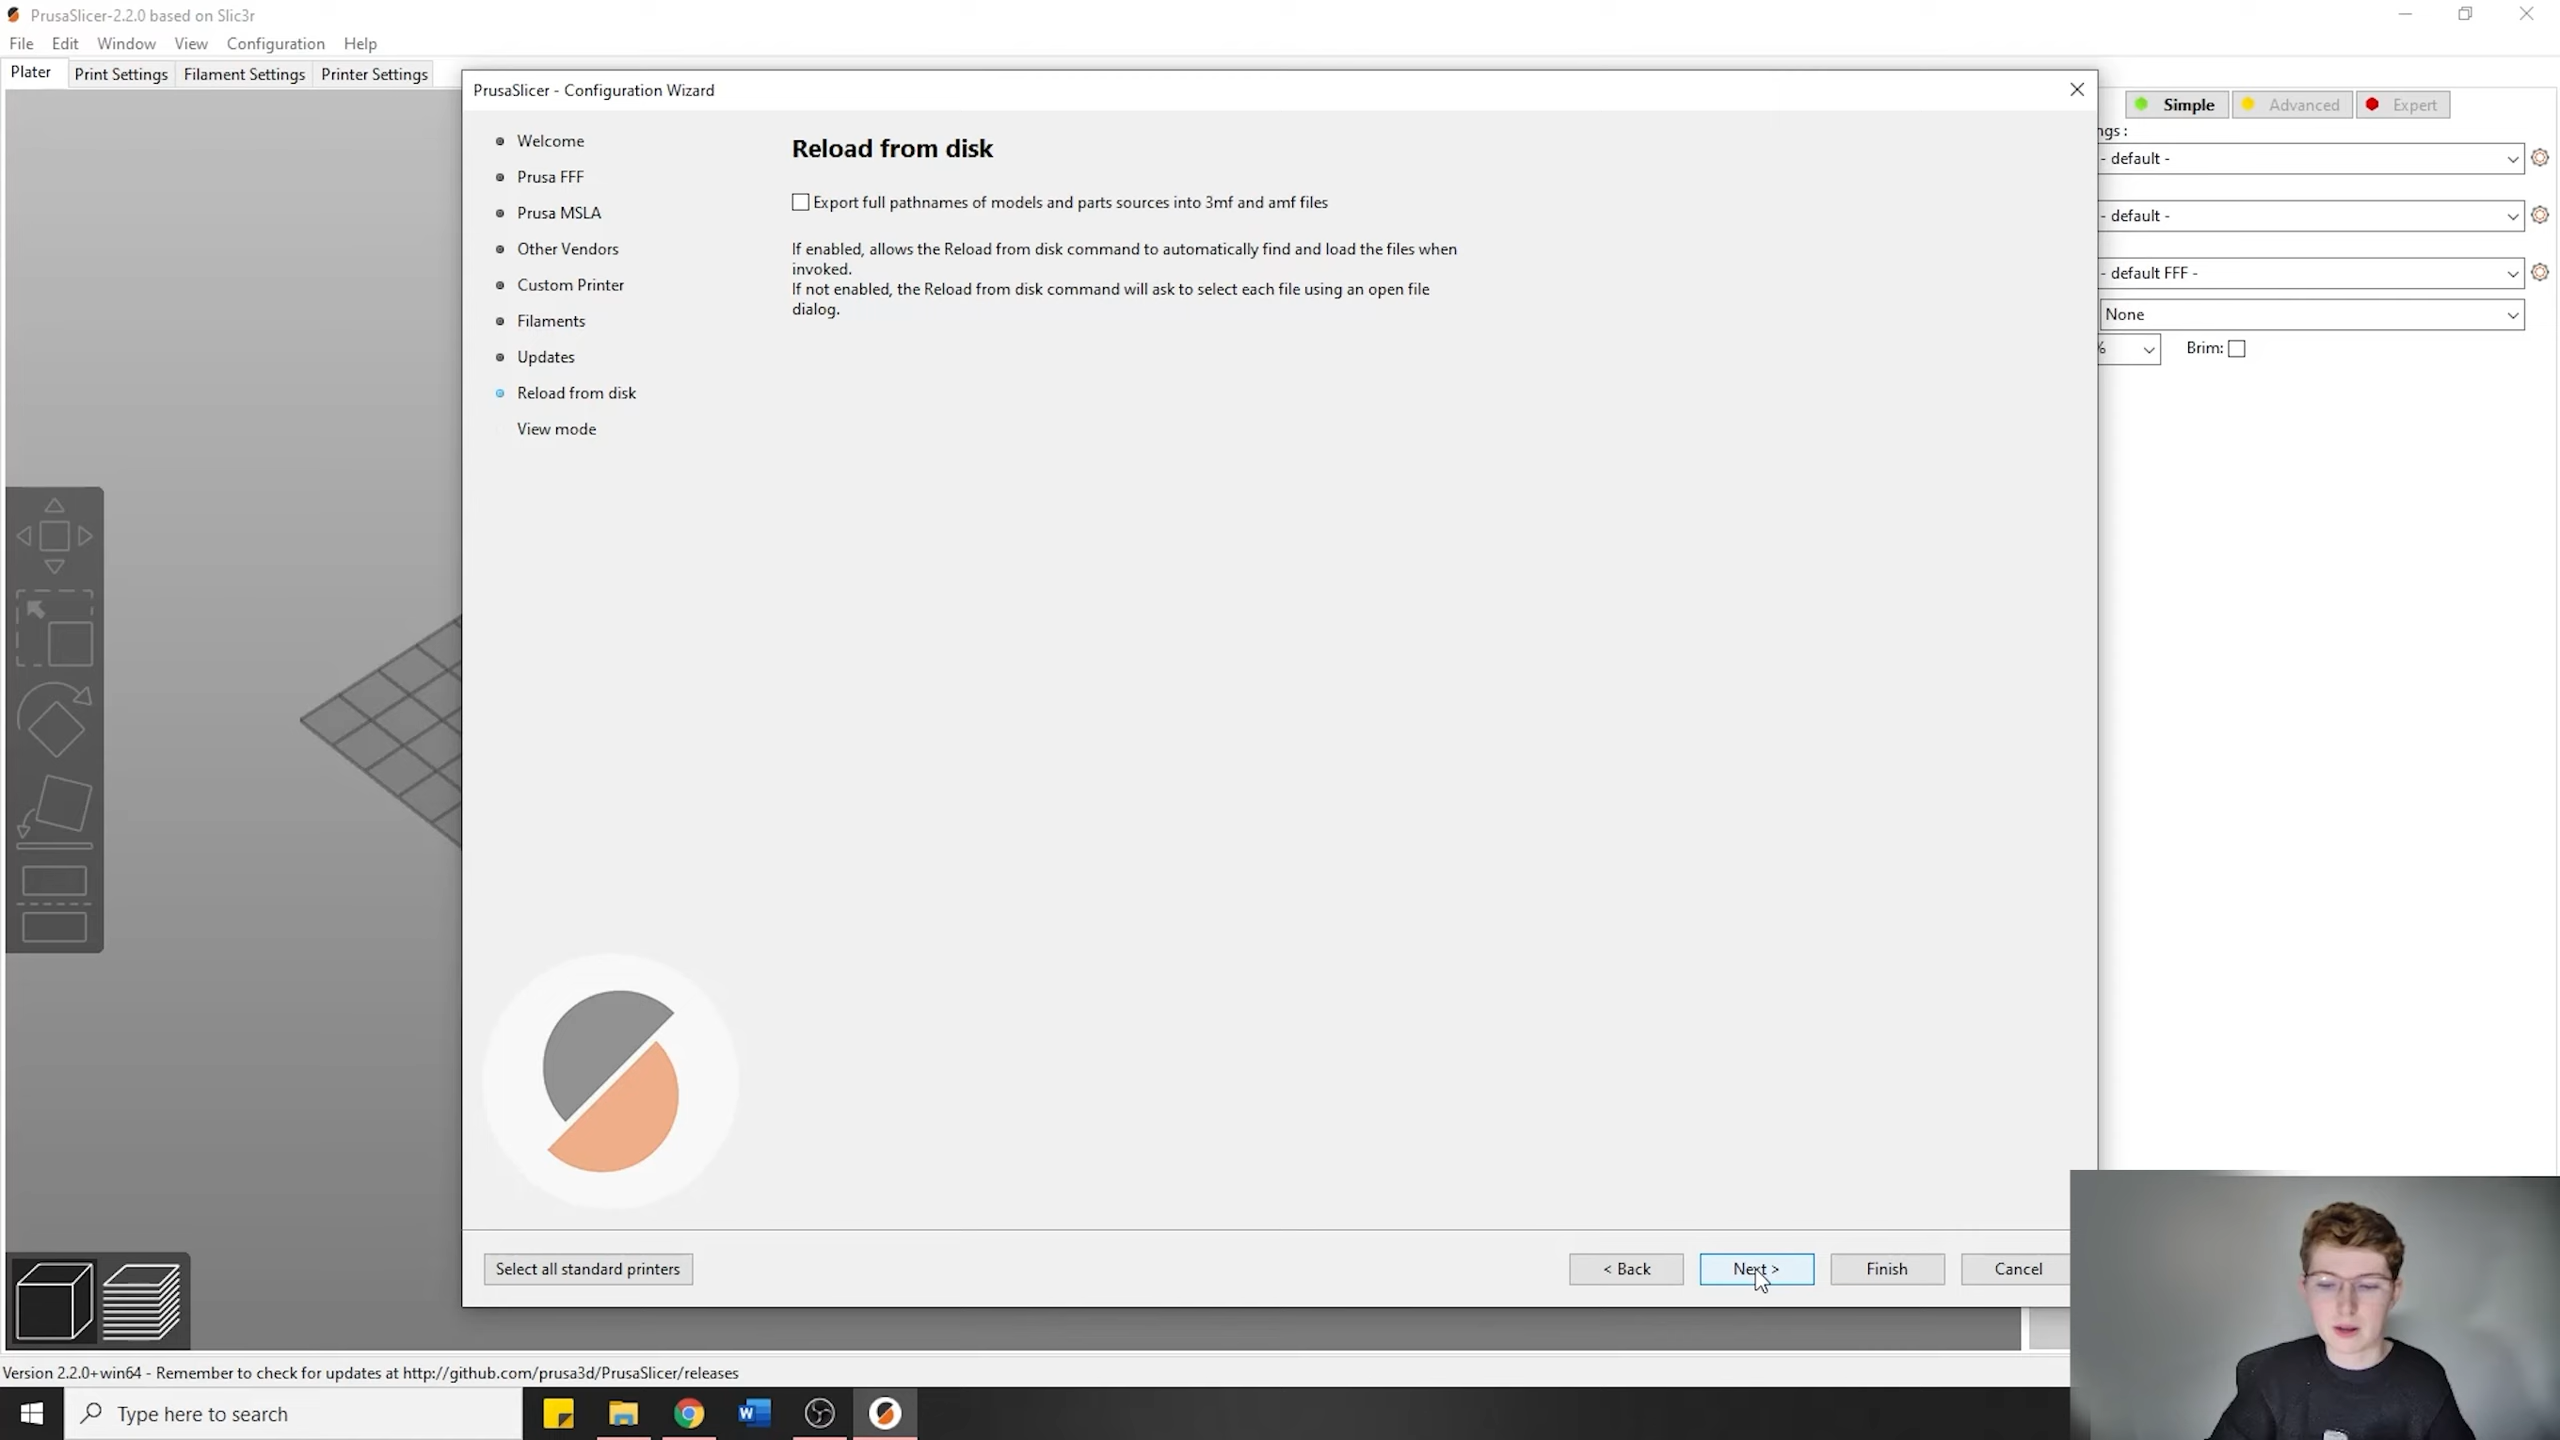 PrusaSlicer-2.2.0 based on Slic3r
File Edit Window View Configuration Help
Plater Print Settings Filament Settings Printer Settings
PrusaSlicer - Configuration Wizard
Welcome
Prusa FFF
Prusa MSLA
Other Vendors
Custom Printer
Filaments
Updates
Reload from disk
View mode
Reload from disk
Export full pathnames of models and parts sources into 3mf and amf files
If enabled, allows the Reload from disk command to automatically find and load the files when
invoked.
If not enabled, the Reload from disk command will ask to select each file using an open file
dialog.
Simple Advanced Expert
ngs :
- default -
- default -
- default FFF -
None
% Brim:
Select all standard printers
< Back Next > Finish Cancel
Version 2.2.0+win64 - Remember to check for updates at http://github.com/prusa3d/PrusaSlicer/releases
Type here to search
W